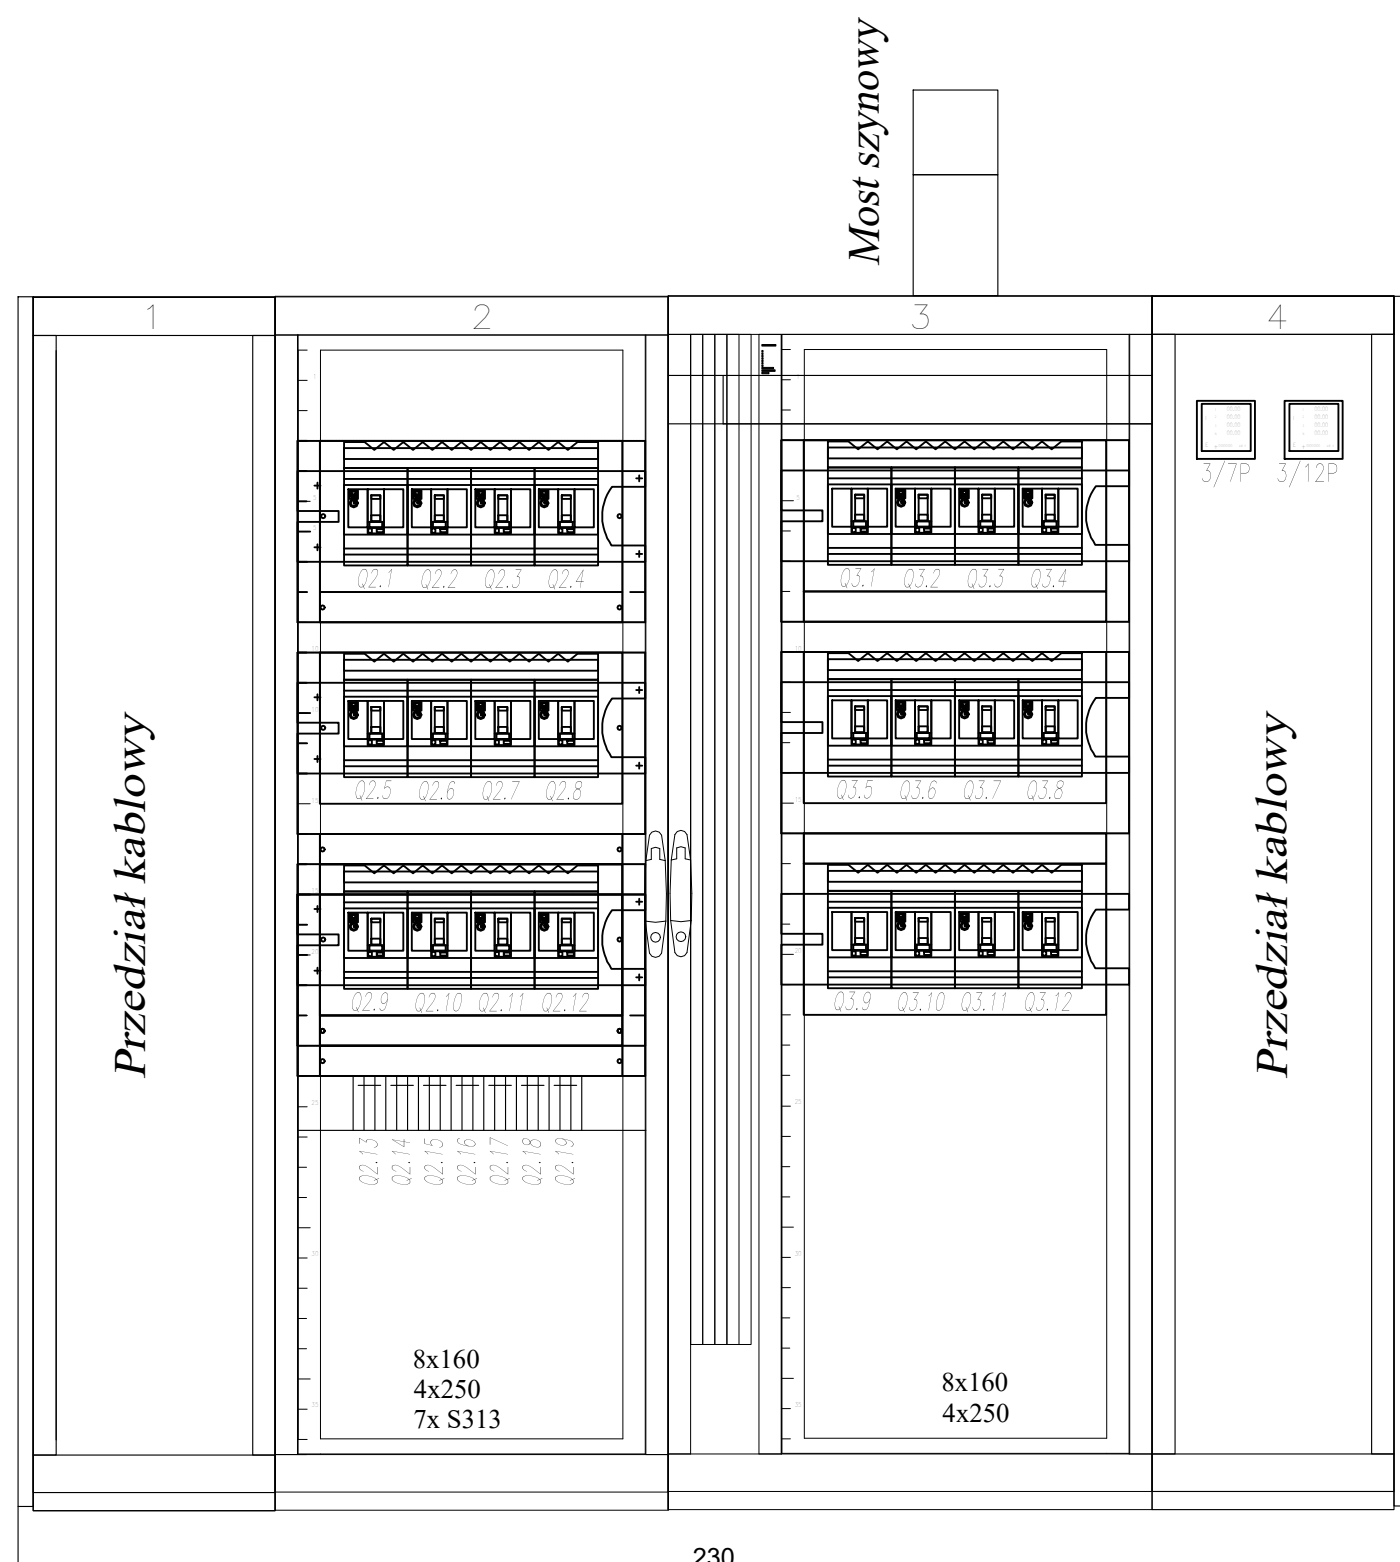 Most szynowy
1
2
3
4
3/7P
3/12P
Q2.1
Q2.2
Q2.3
Q2.4
Q3.1
Q3.2
Q3.3
Q3.4
Q2.5
Q2.6
Q2.7
Q2.8
Q3.5
Q3.6
Q3.7
Q3.8
Przedział kablowy
Przedział kablowy
Q2.9
Q2.10
Q2.11
Q2.12
Q3.9
Q3.10
Q3.11
Q3.12
Q2.13
Q2.14
Q2.15
Q2.16
Q2.17
Q2.18
Q2.19
8x160
4x250
7x S313
8x160
4x250
230